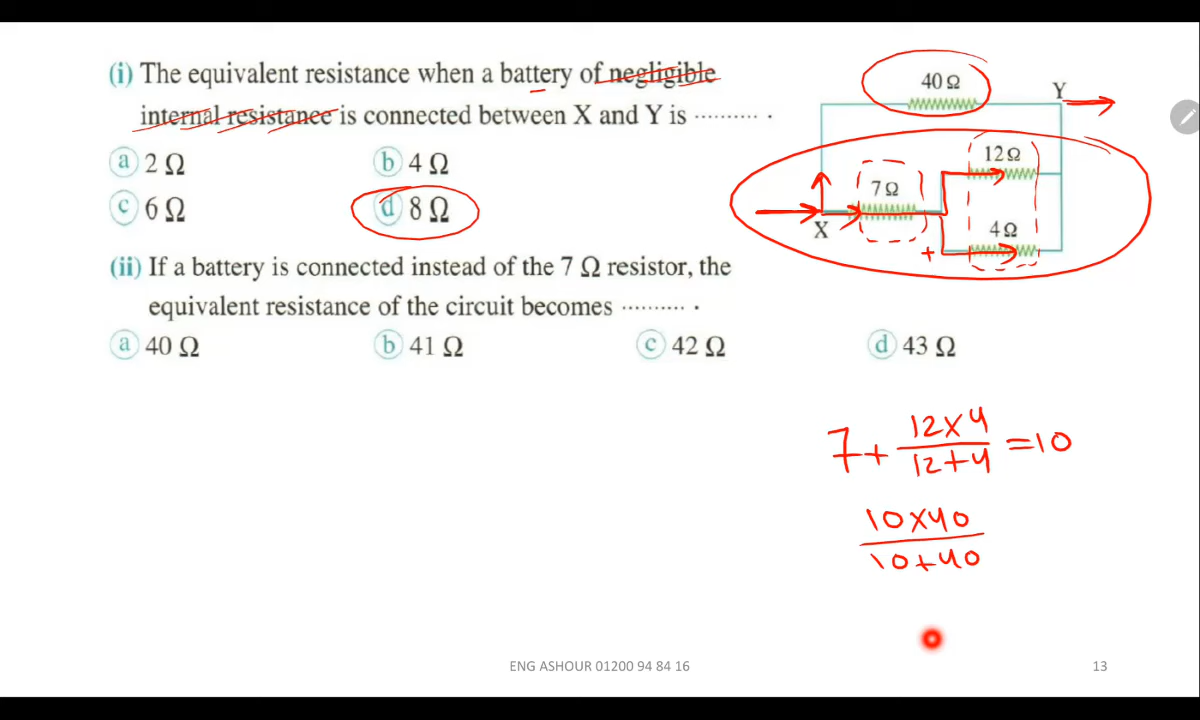 (i) The equivalent resistance when a battery of negligible
internal resistance is connected between X and Y is .......... .
a 2 Ω b 4 Ω
c 6 Ω d 8 Ω
(ii) If a battery is connected instead of the 7 Ω resistor, the
equivalent resistance of the circuit becomes .......... .
a 40 Ω b 41 Ω c 42 Ω d 43 Ω
40 Ω
Y
12 Ω
7 Ω
X
4 Ω
+
7 + 12×4 / 12+4 = 10
10×40
10+40
ENG ASHOUR 01200 94 84 16
13